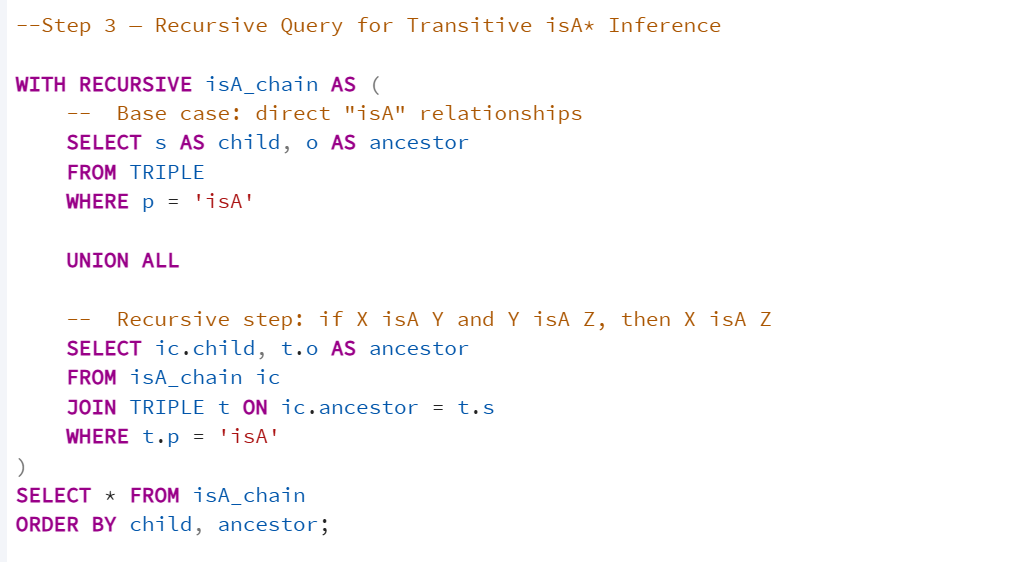 --Step 3 – Recursive Query for Transitive isA* Inference
WITH RECURSIVE isA_chain AS (
    --  Base case: direct "isA" relationships
    SELECT s AS child, o AS ancestor
    FROM TRIPLE
    WHERE p = 'isA'
    UNION ALL
    --  Recursive step: if X isA Y and Y isA Z, then X isA Z
    SELECT ic.child, t.o AS ancestor
    FROM isA_chain ic
    JOIN TRIPLE t ON ic.ancestor = t.s
    WHERE t.p = 'isA'
)
SELECT * FROM isA_chain
ORDER BY child, ancestor;